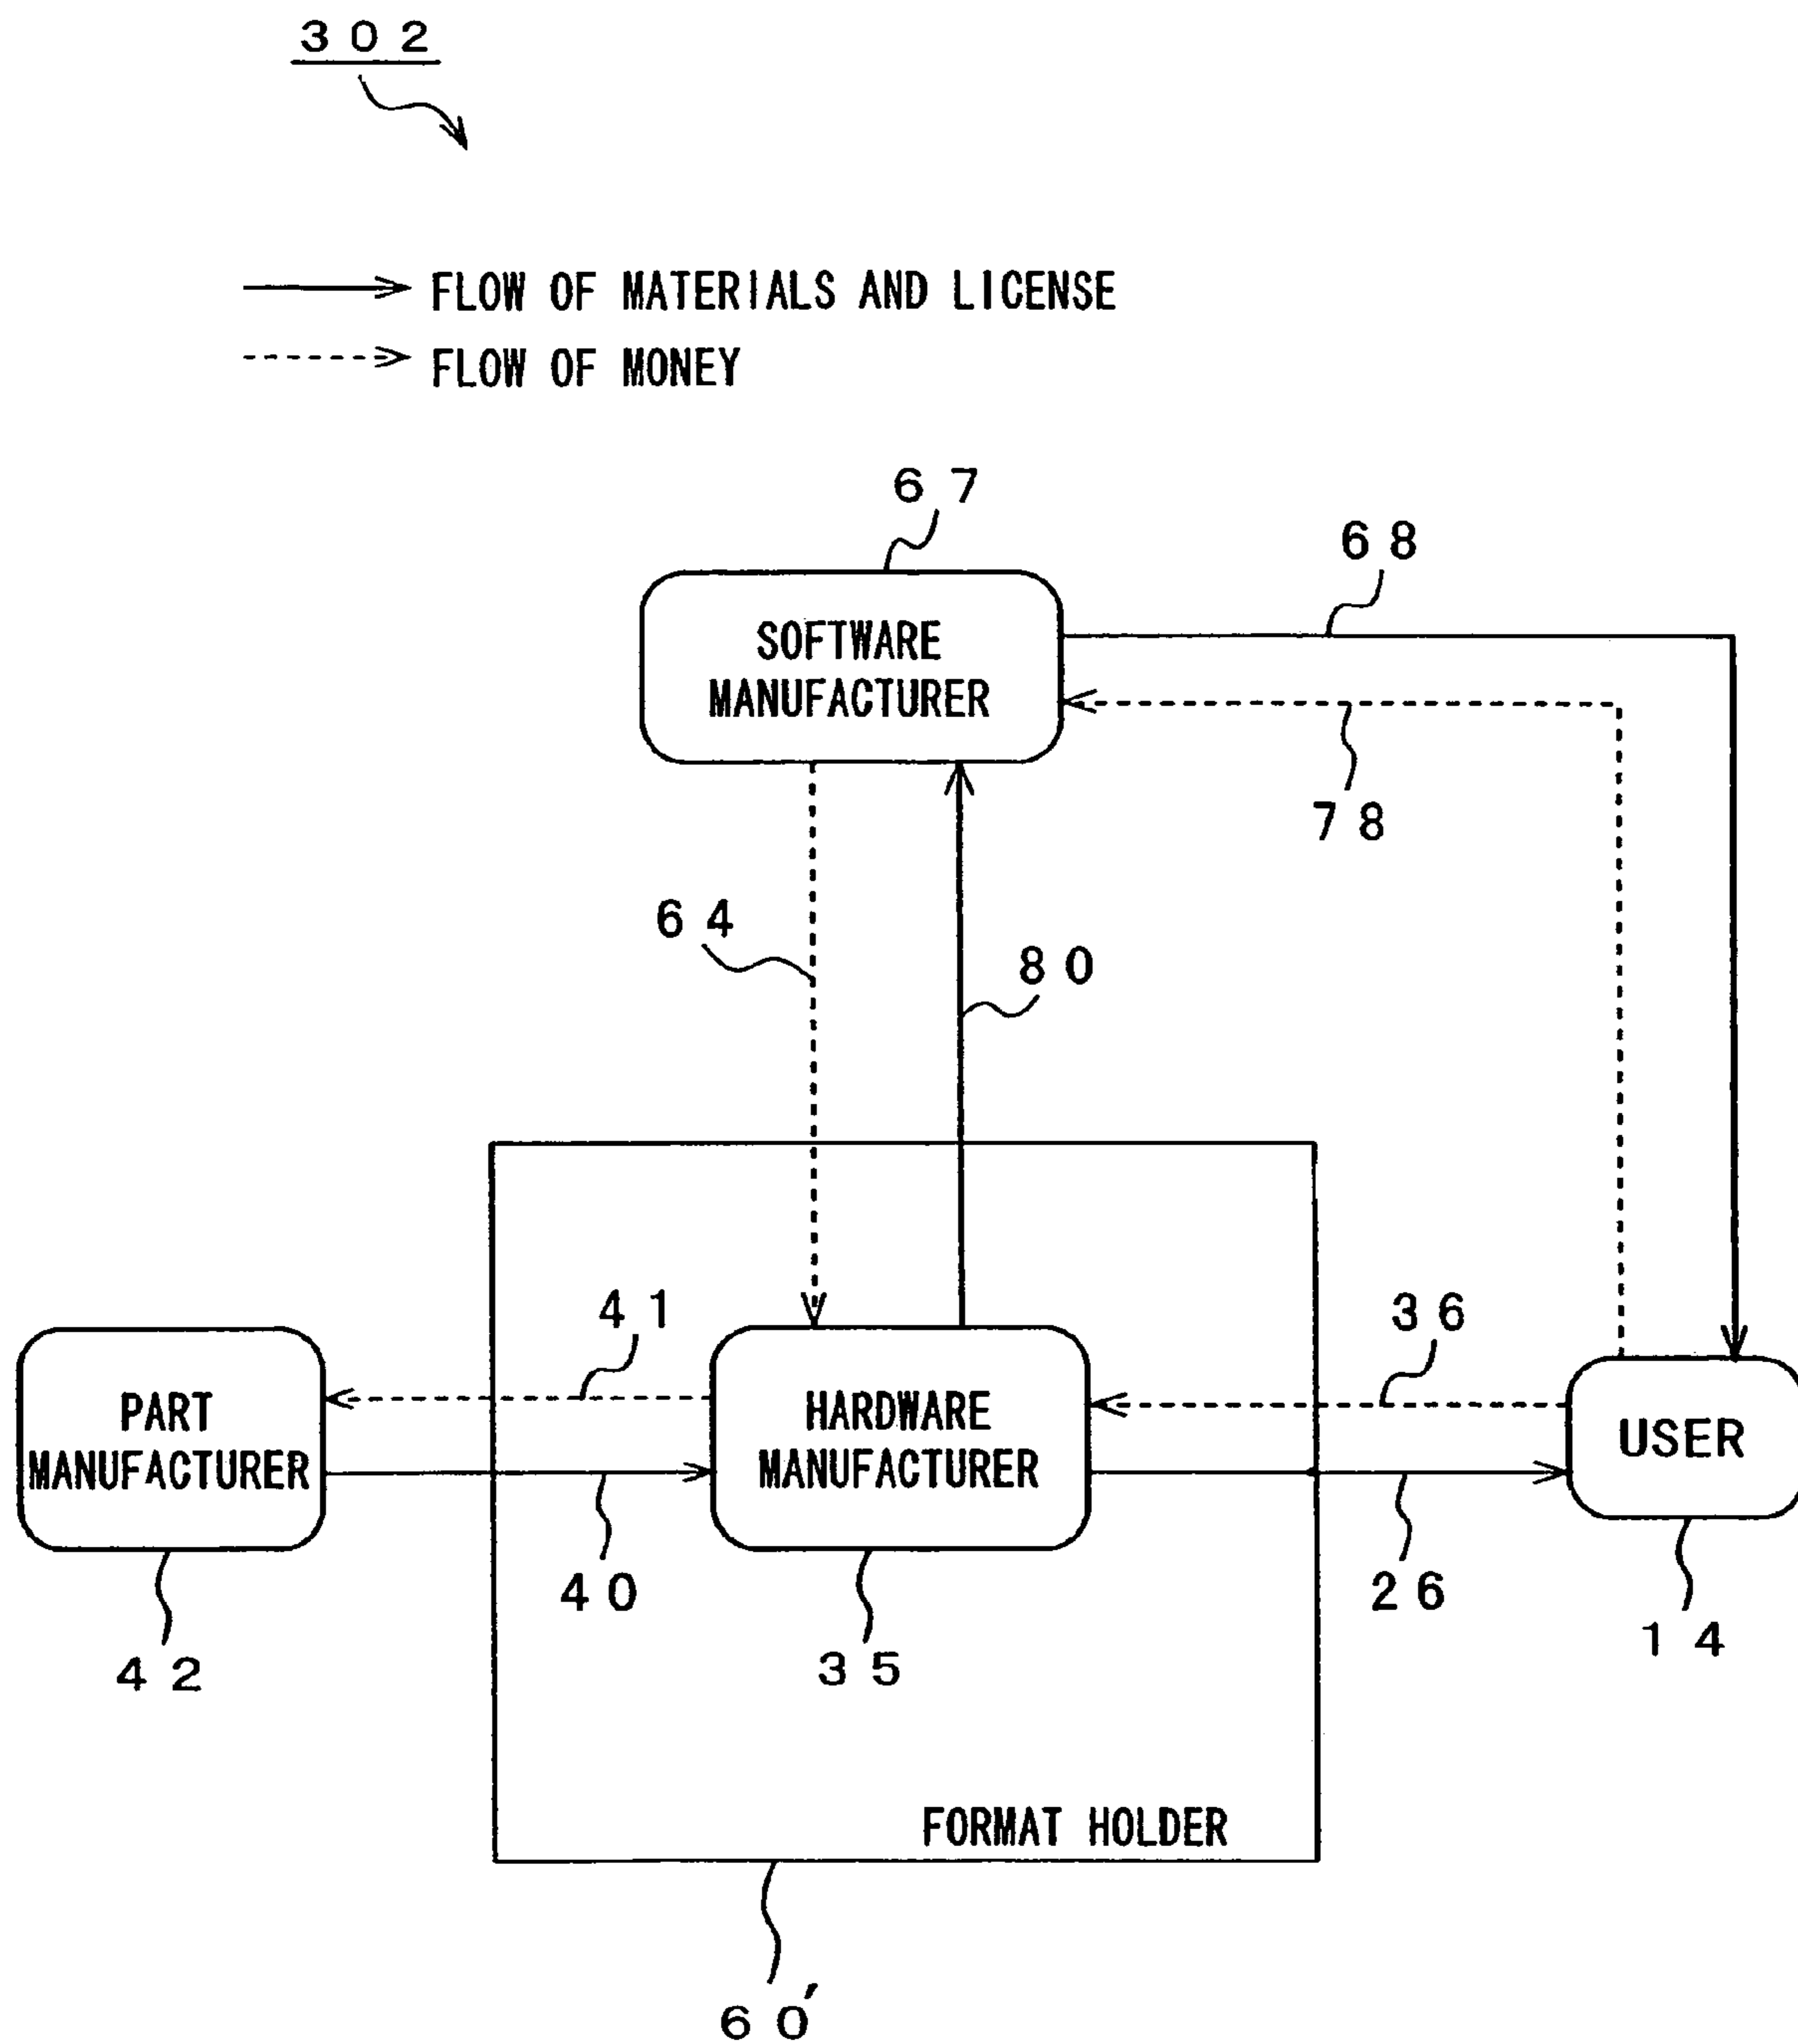 302
FLOW OF MATERIALS AND LICENSE
FLOW OF MONEY
67
68
SOFTWARE
MANUFACTURER
78
64
80
41
36
PART
MANUFACTURER
HARDWARE
MANUFACTURER
USER
40
26
42
35
14
FORMAT HOLDER
60'